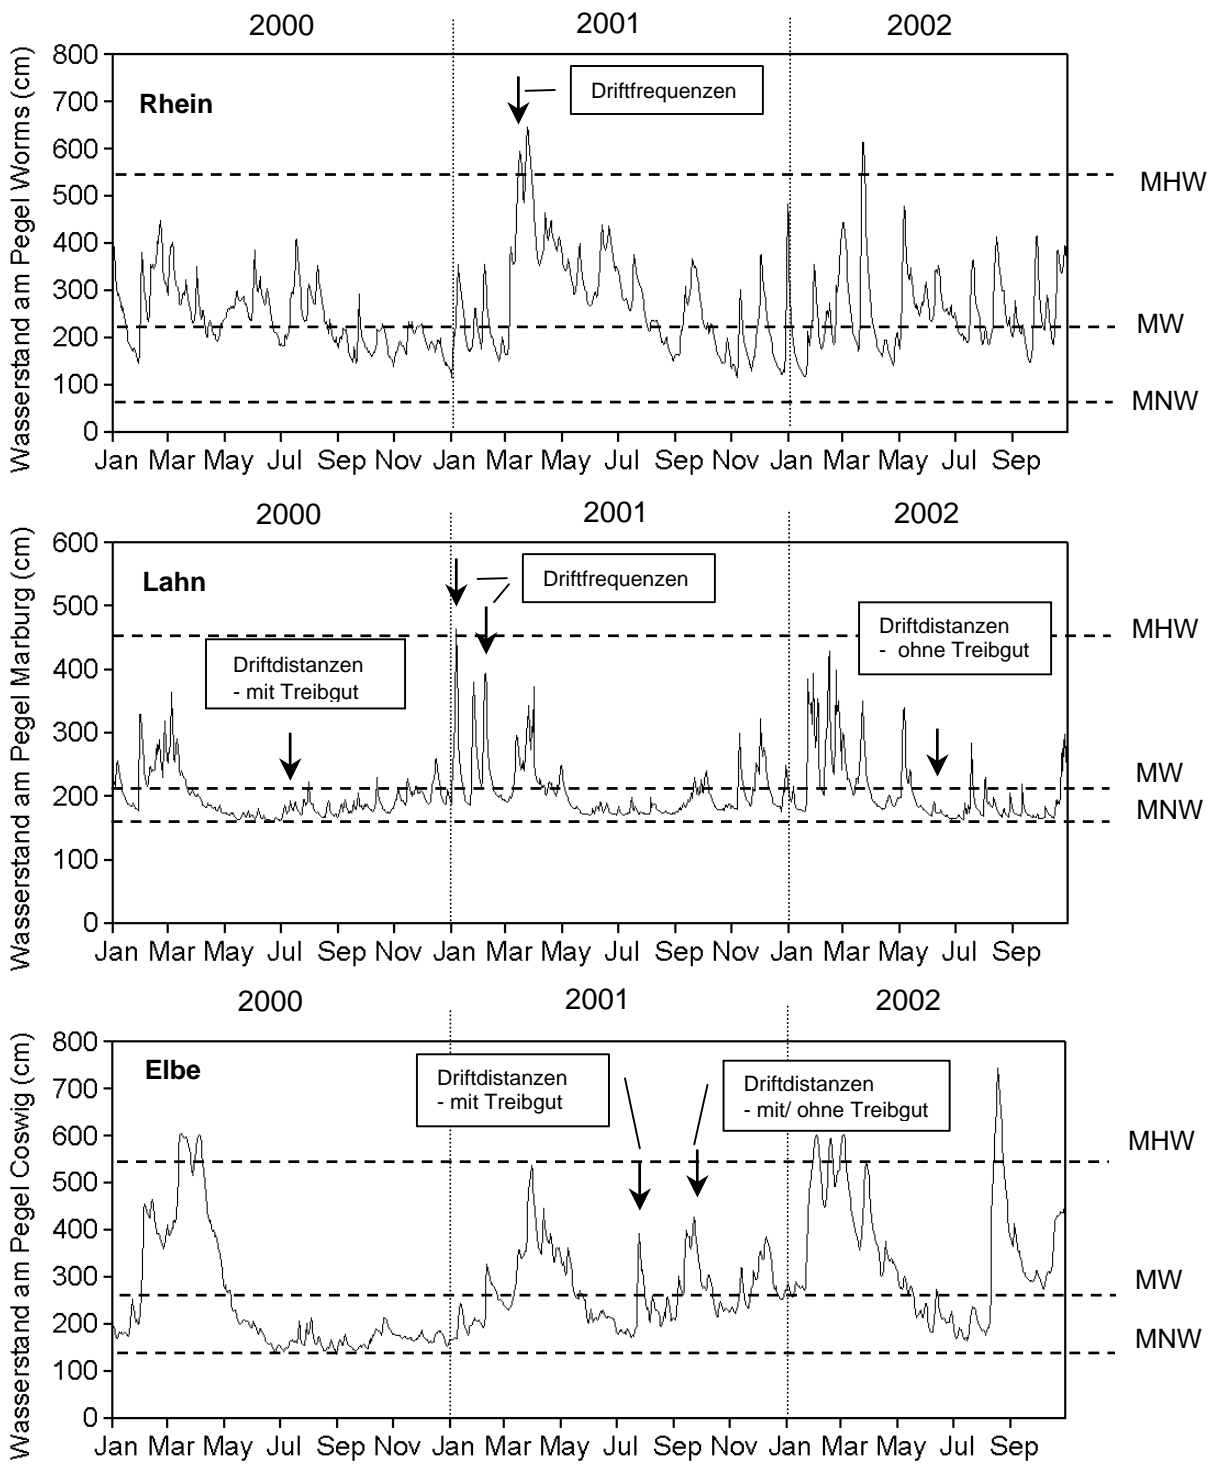 2000 2001 2002
Wasserstand am Pegel Worms (cm)
800
700
600
500
400
300
200
100
0
Rhein
Driftfrequenzen
MHW
MW
MNW
Jan Mar May Jul Sep Nov Jan Mar May Jul Sep Nov Jan Mar May Jul Sep
2000 2001 2002
Wasserstand am Pegel Marburg (cm)
600
500
400
300
200
100
0
Lahn
Driftdistanzen
- mit Treibgut
Driftfrequenzen
Driftdistanzen
- ohne Treibgut
MHW
MW
MNW
Jan Mar May Jul Sep Nov Jan Mar May Jul Sep Nov Jan Mar May Jul Sep
2000 2001 2002
Wasserstand am Pegel Coswig (cm)
800
700
600
500
400
300
200
100
0
Elbe
Driftdistanzen
- mit Treibgut
Driftdistanzen
- mit/ ohne Treibgut
MHW
MW
MNW
Jan Mar May Jul Sep Nov Jan Mar May Jul Sep Nov Jan Mar May Jul Sep